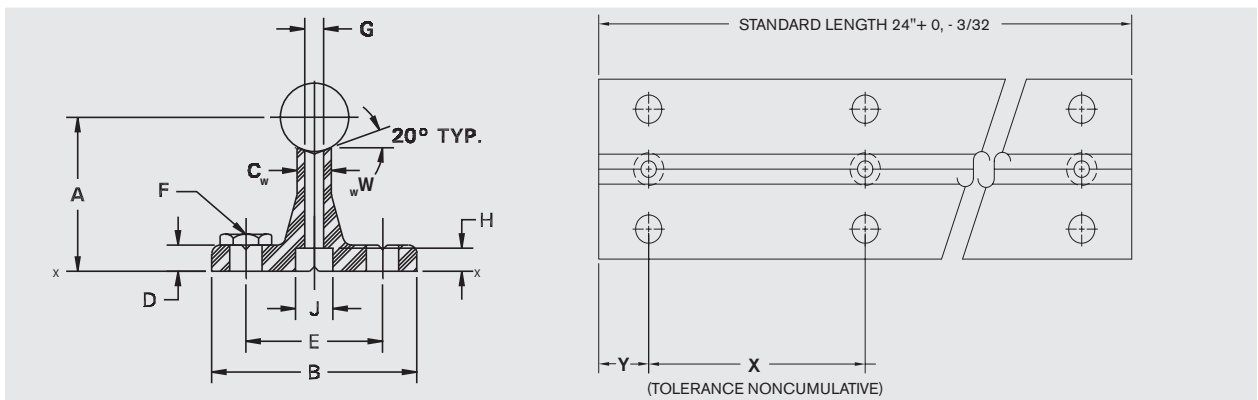 G
STANDARD LENGTH 24"+ 0, - 3/32
20° TYP.
A
C w
w W
F
H
x
x
D
J
E
B
Y
X
(TOLERANCE NONCUMULATIVE)